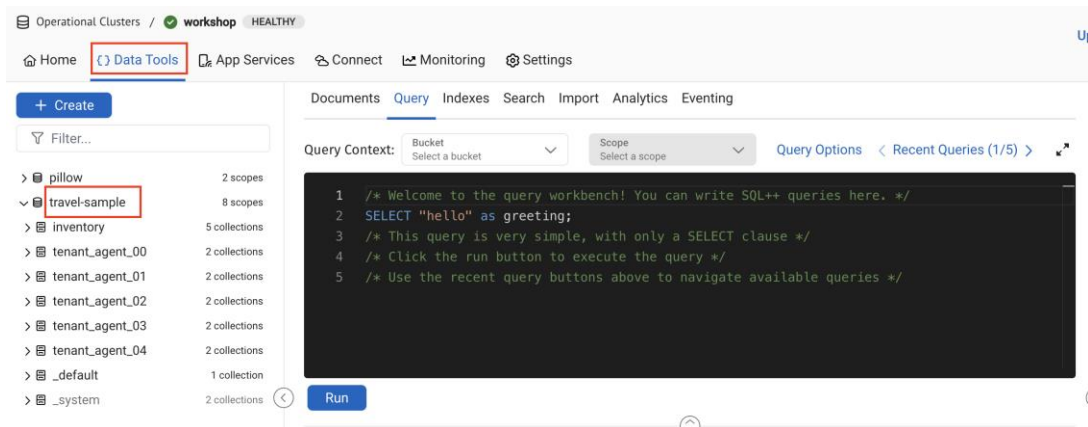 Operational Clusters / workshop HEALTHY
Home {} Data Tools App Services Connect Monitoring Settings
+ Create
Filter...
pillow 2 scopes
travel-sample 8 scopes
inventory 5 collections
tenant_agent_00 2 collections
tenant_agent_01 2 collections
tenant_agent_02 2 collections
tenant_agent_03 2 collections
tenant_agent_04 2 collections
_default 1 collection
_system 2 collections
Documents Query Indexes Search Import Analytics Eventing
Query Context: Bucket Select a bucket Scope Select a scope Query Options < Recent Queries (1/5) >
1 /* Welcome to the query workbench! You can write SQL++ queries here. */
2 SELECT "hello" as greeting;
3 /* This query is very simple, with only a SELECT clause */
4 /* Click the run button to execute the query */
5 /* Use the recent query buttons above to navigate available queries */
Run